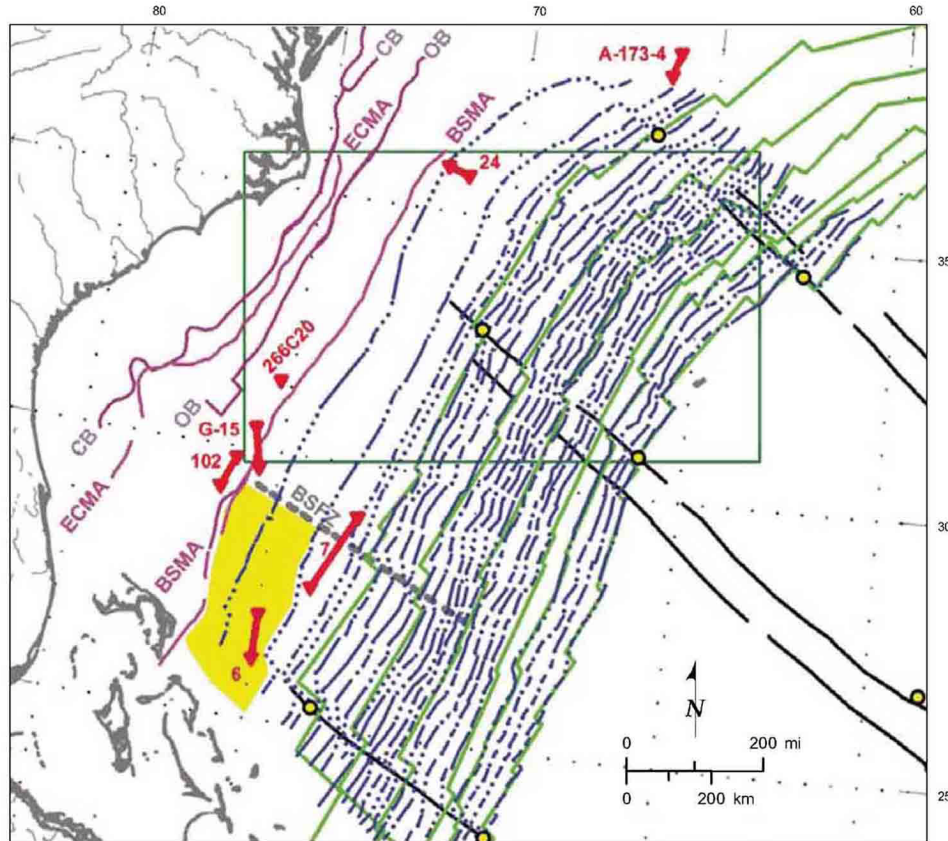 80
70
60
CB
OB
A-173-4
ECMA
BSMA
24
35
266C20
OB
CB
G-15
102
ECMA
BSFZ
30
7
BSMA
6
N
0 200 mi
0 200 km
25